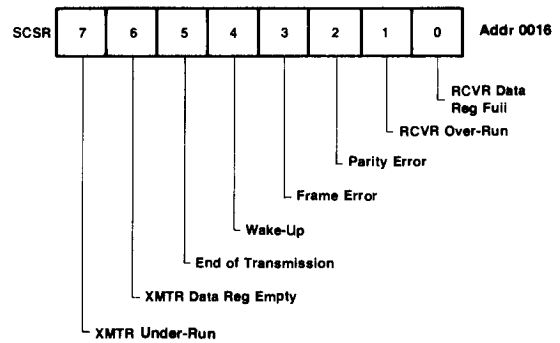 SCSR 7 6 5 4 3 2 1 0 Addr 0016
RCVR Data
Reg Full
RCVR Over-Run
Parity Error
Frame Error
Wake-Up
End of Transmission
XMTR Data Reg Empty
XMTR Under-Run